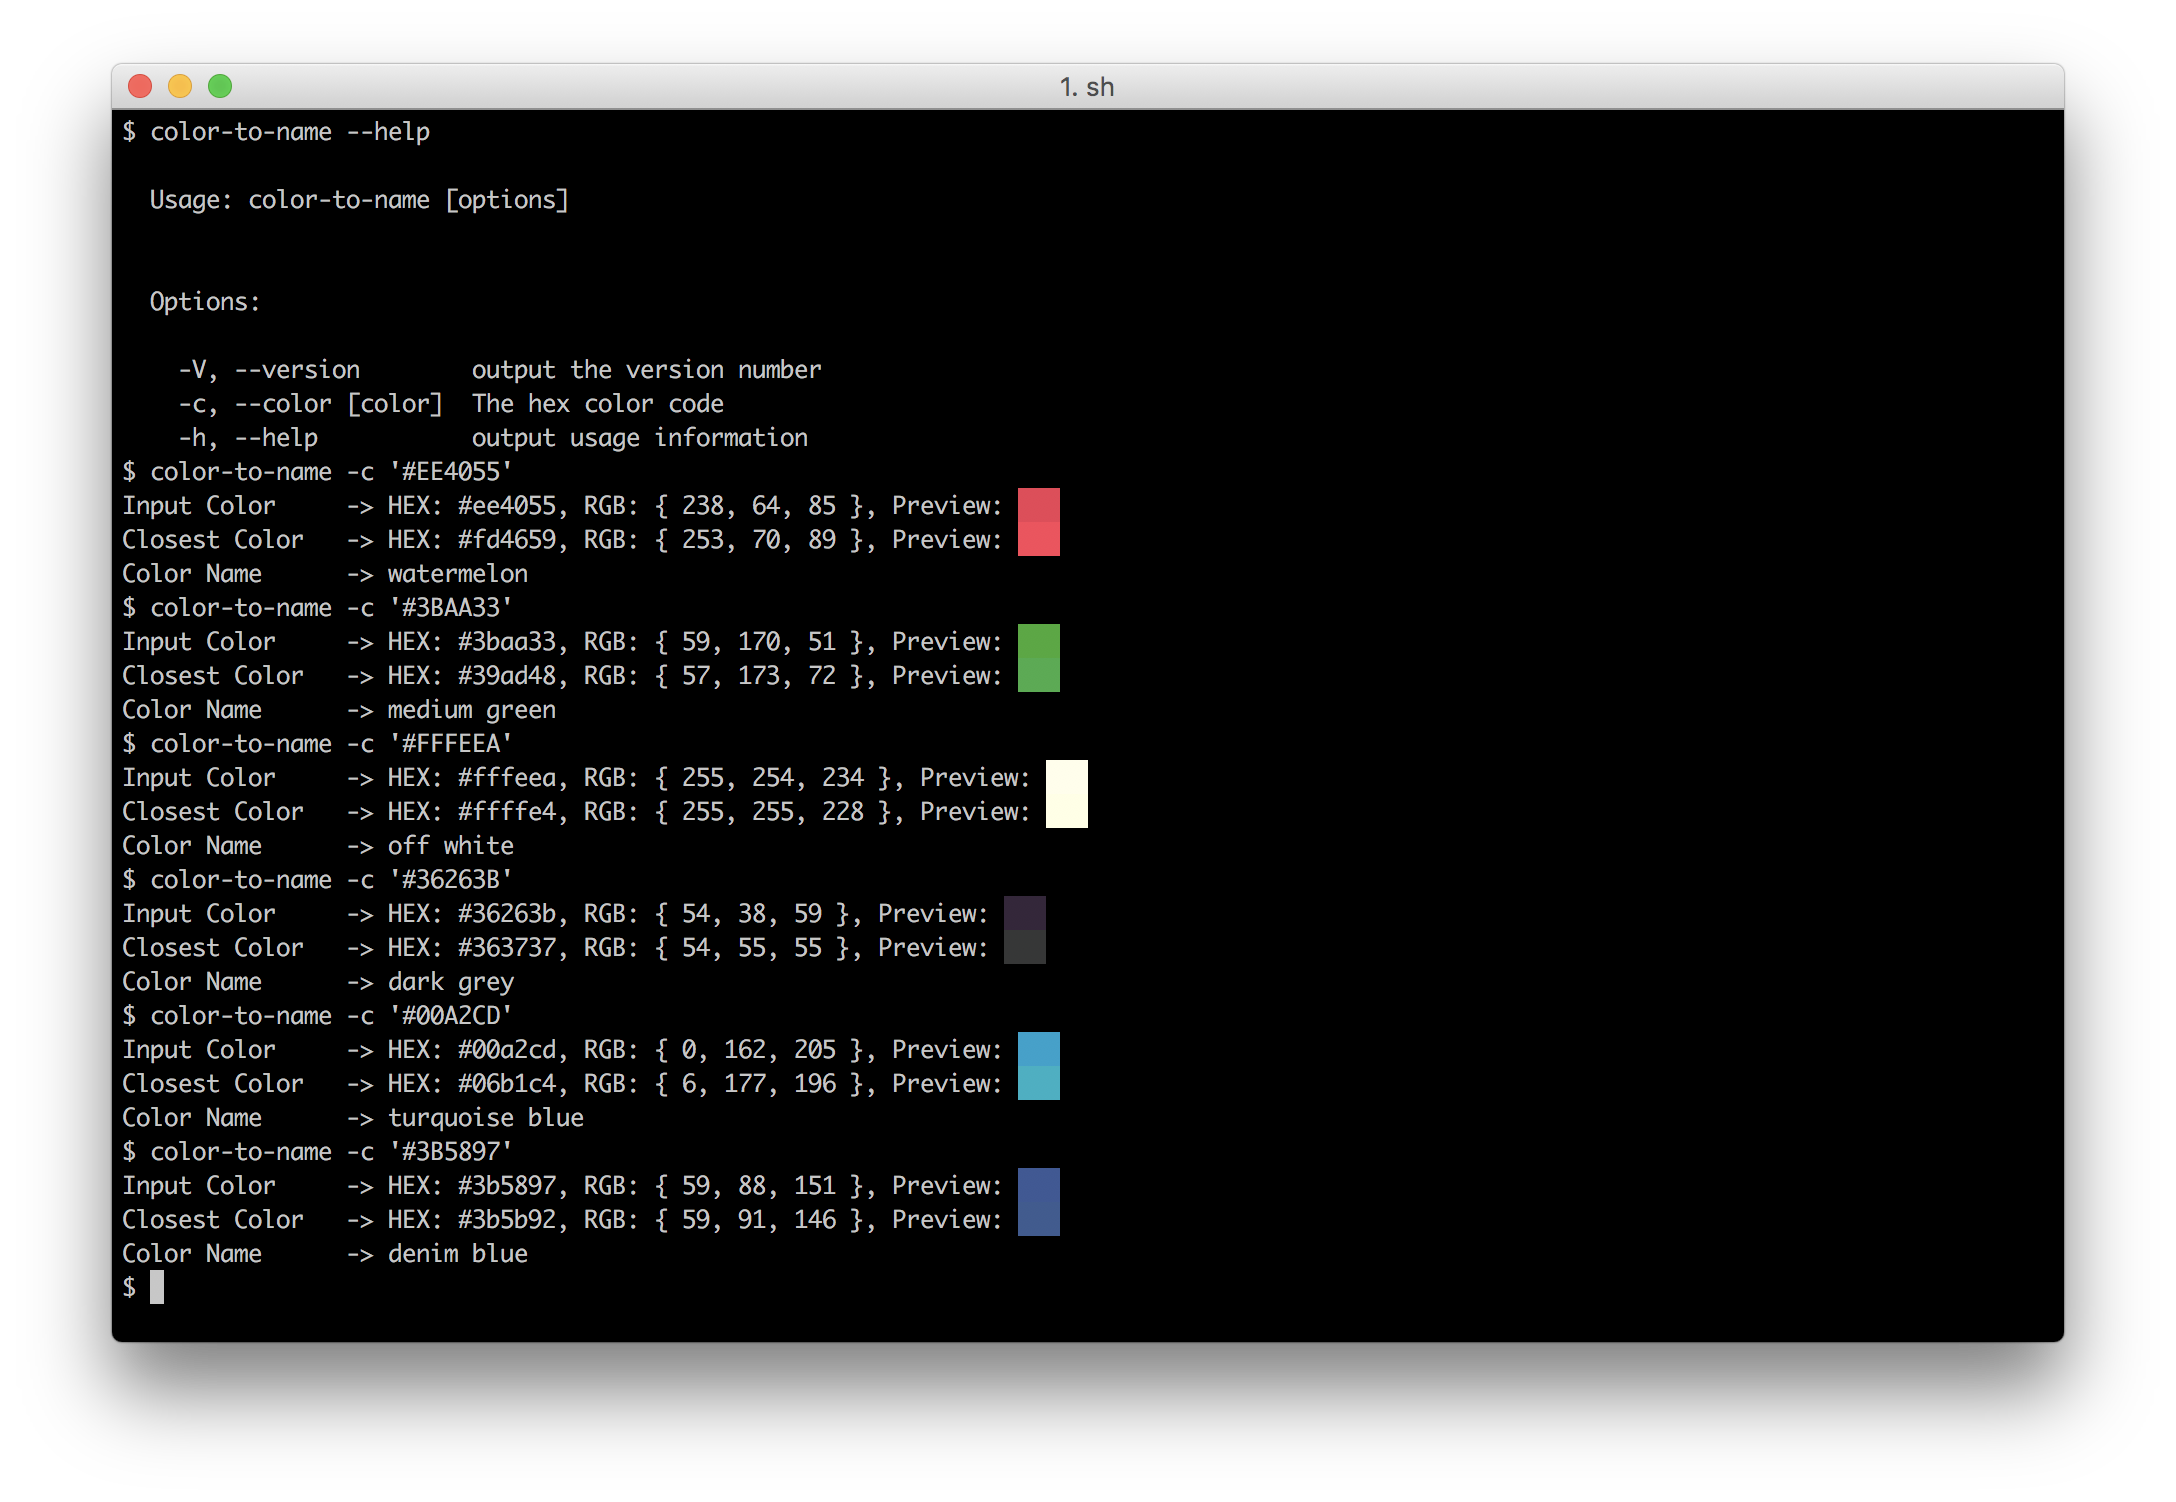 1. sh
$ color-to-name --help
Usage: color-to-name [options]
Options:
-V, --version        output the version number
-c, --color [color]  The hex color code
-h, --help           output usage information
$ color-to-name -c '#EE4055'
Input Color     -> HEX: #ee4055, RGB: { 238, 64, 85 }, Preview:
Closest Color   -> HEX: #fd4659, RGB: { 253, 70, 89 }, Preview:
Color Name      -> watermelon
$ color-to-name -c '#3BAA33'
Input Color     -> HEX: #3baa33, RGB: { 59, 170, 51 }, Preview:
Closest Color   -> HEX: #39ad48, RGB: { 57, 173, 72 }, Preview:
Color Name      -> medium green
$ color-to-name -c '#FFFEEA'
Input Color     -> HEX: #fffeea, RGB: { 255, 254, 234 }, Preview:
Closest Color   -> HEX: #ffffe4, RGB: { 255, 255, 228 }, Preview:
Color Name      -> off white
$ color-to-name -c '#36263B'
Input Color     -> HEX: #36263b, RGB: { 54, 38, 59 }, Preview:
Closest Color   -> HEX: #363737, RGB: { 54, 55, 55 }, Preview:
Color Name      -> dark grey
$ color-to-name -c '#00A2CD'
Input Color     -> HEX: #00a2cd, RGB: { 0, 162, 205 }, Preview:
Closest Color   -> HEX: #06b1c4, RGB: { 6, 177, 196 }, Preview:
Color Name      -> turquoise blue
$ color-to-name -c '#3B5897'
Input Color     -> HEX: #3b5897, RGB: { 59, 88, 151 }, Preview:
Closest Color   -> HEX: #3b5b92, RGB: { 59, 91, 146 }, Preview:
Color Name      -> denim blue
$